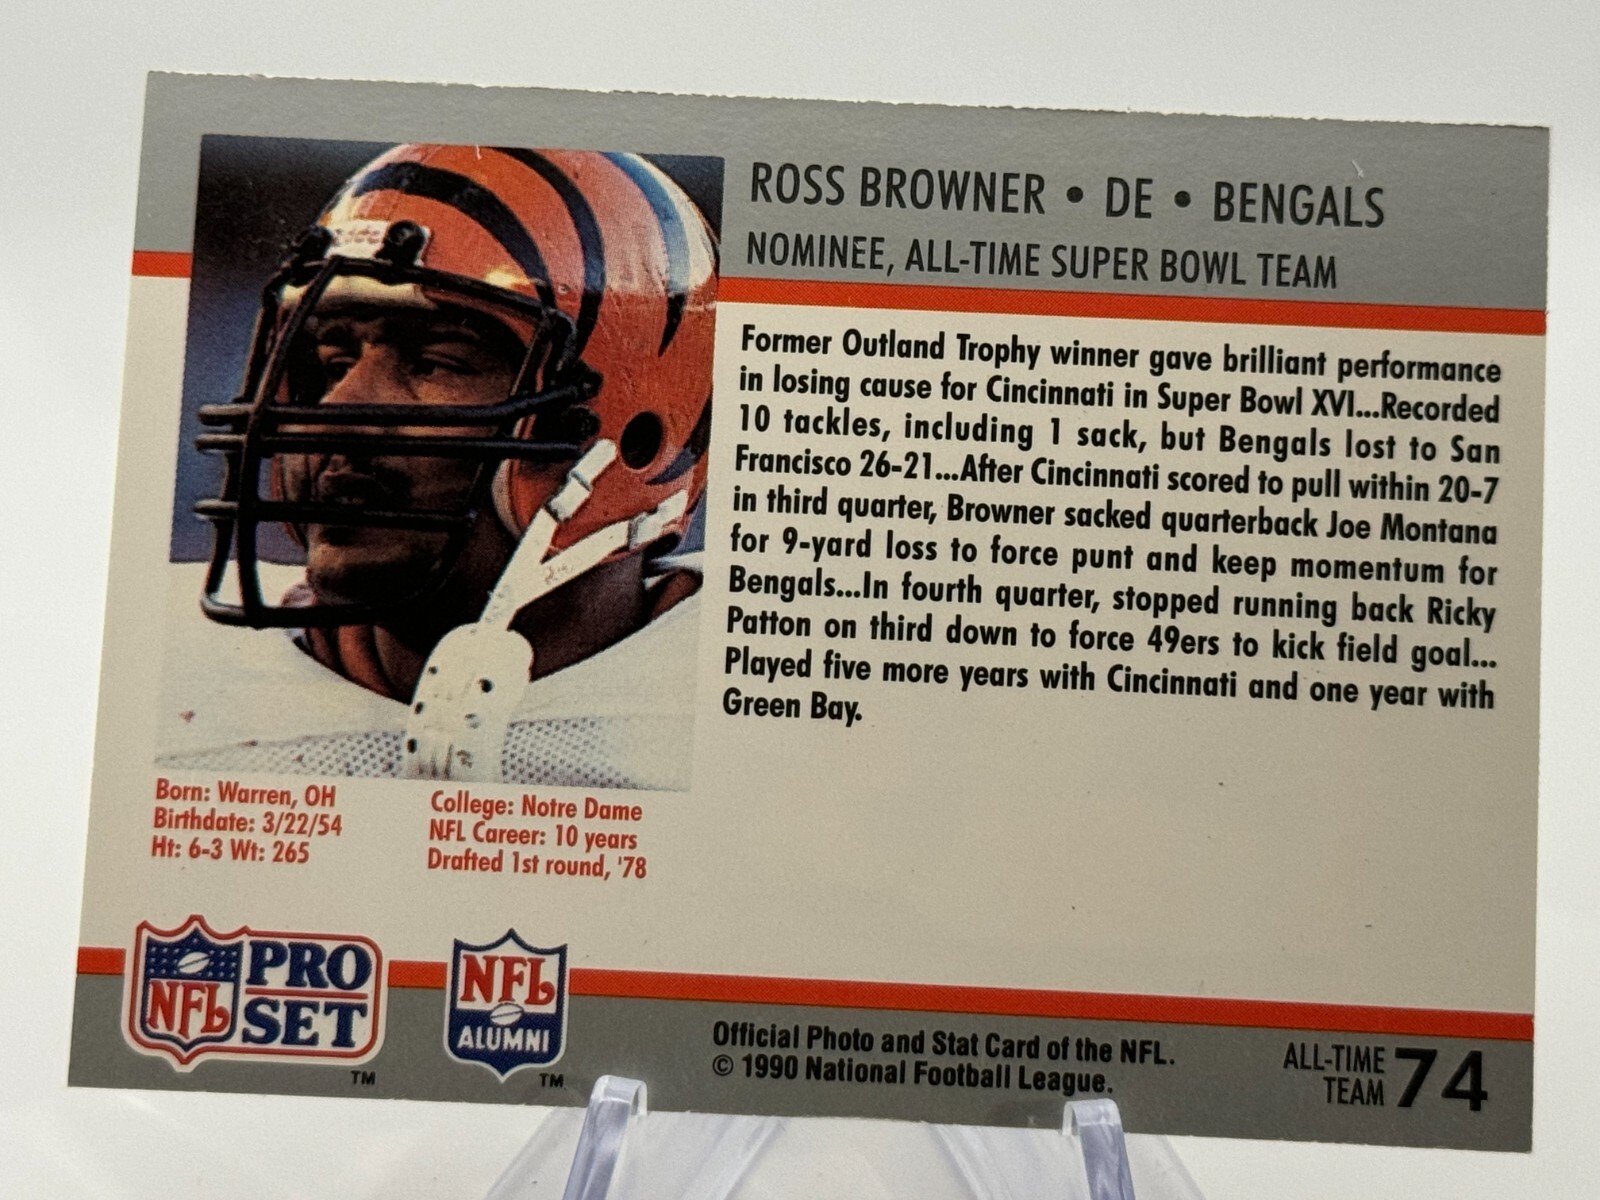 ROSS BROWNER • DE • BENGALS
NOMINEE, ALL-TIME SUPER BOWL TEAM
Former Outland Trophy winner gave brilliant performance
in losing cause for Cincinnati in Super Bowl XVI...Recorded
10 tackles, including 1 sack, but Bengals lost to San
Francisco 26-21...After Cincinnati scored to pull within 20-7
in third quarter, Browner sacked quarterback Joe Montana
for 9-yard loss to force punt and keep momentum for
Bengals...In fourth quarter, stopped running back Ricky
Patton on third down to force 49ers to kick field goal...
Played five more years with Cincinnati and one year with
Green Bay.
Born: Warren, OH
Birthdate: 3/22/54
Ht: 6-3 Wt: 265
College: Notre Dame
NFL Career: 10 years
Drafted 1st round, '78
NFL PRO SET TM
NFL ALUMNI TM
Official Photo and Stat Card of the NFL.
© 1990 National Football League.
ALL-TIME
TEAM 74